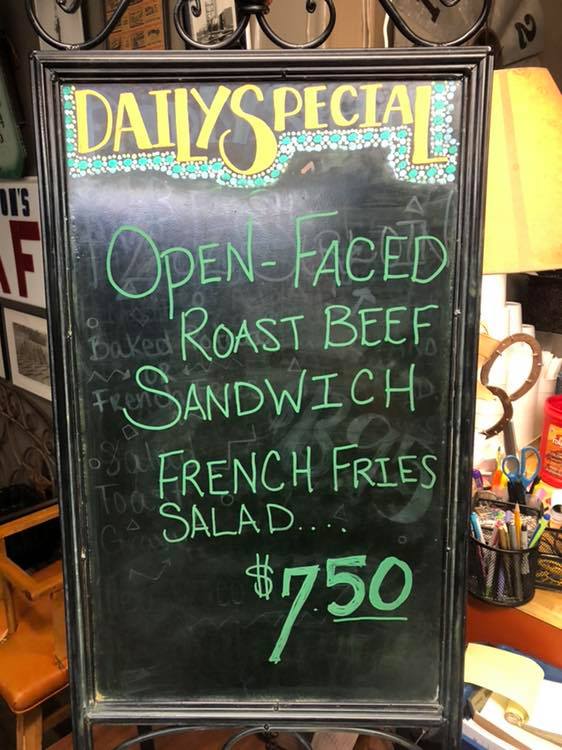 DAILY SPECIAL
OPEN-FACED
ROAST BEEF
SANDWICH
FRENCH FRIES
SALAD....
$7.50